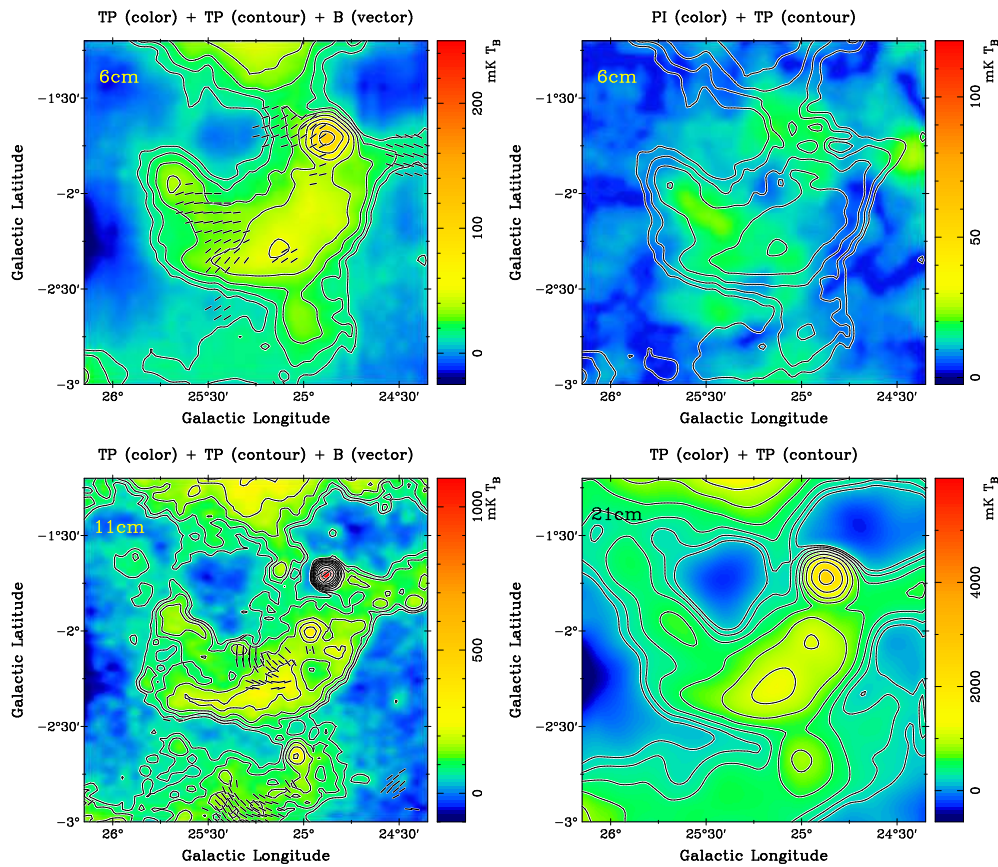 TP (color) + TP (contour) + B (vector)
6cm
−1°30′
−2°
−2°30′
−3°
Galactic Latitude
26°
25°30′
25°
24°30′
Galactic Longitude
mK T_B
200
100
0
PI (color) + TP (contour)
6cm
−1°30′
−2°
−2°30′
−3°
Galactic Latitude
26°
25°30′
25°
24°30′
Galactic Longitude
mK T_B
100
50
0
TP (color) + TP (contour) + B (vector)
11cm
−1°30′
−2°
−2°30′
−3°
Galactic Latitude
26°
25°30′
25°
24°30′
Galactic Longitude
mK T_B
1000
500
0
TP (color) + TP (contour)
21cm
−1°30′
−2°
−2°30′
−3°
Galactic Latitude
26°
25°30′
25°
24°30′
Galactic Longitude
mK T_B
4000
2000
0